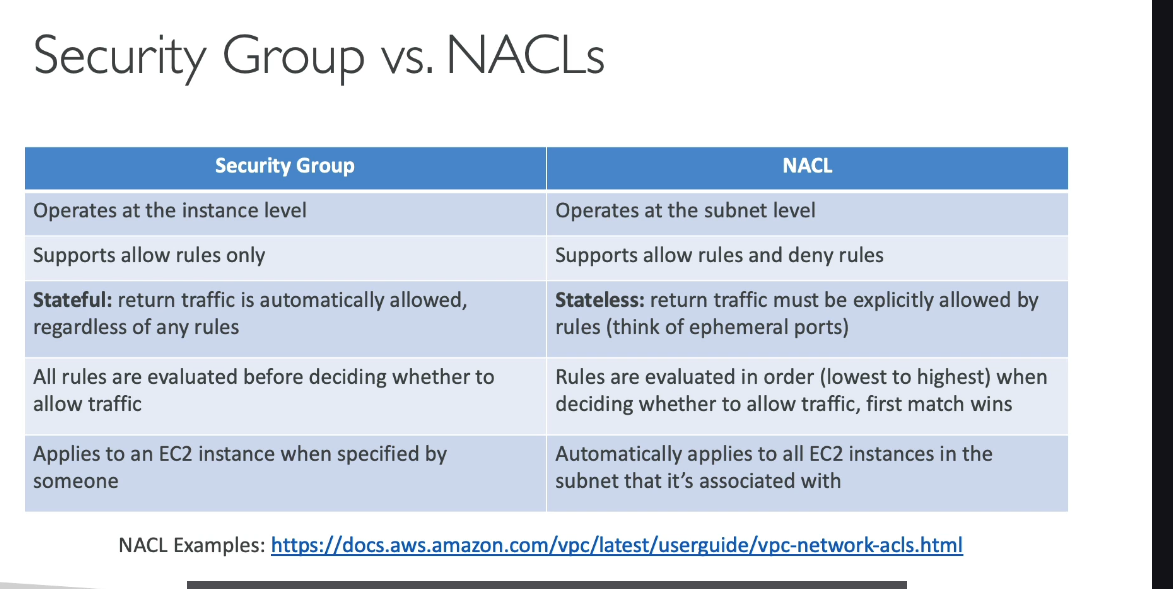 Security Group vs. NACLs
Security Group
NACL
Operates at the instance level
Operates at the subnet level
Supports allow rules only
Supports allow rules and deny rules
Stateful: return traffic is automatically allowed,
regardless of any rules
Stateless: return traffic must be explicitly allowed by
rules (think of ephemeral ports)
All rules are evaluated before deciding whether to
allow traffic
Rules are evaluated in order (lowest to highest) when
deciding whether to allow traffic, first match wins
Applies to an EC2 instance when specified by
someone
Automatically applies to all EC2 instances in the
subnet that it’s associated with
NACL Examples: https://docs.aws.amazon.com/vpc/latest/userguide/vpc-network-acls.html